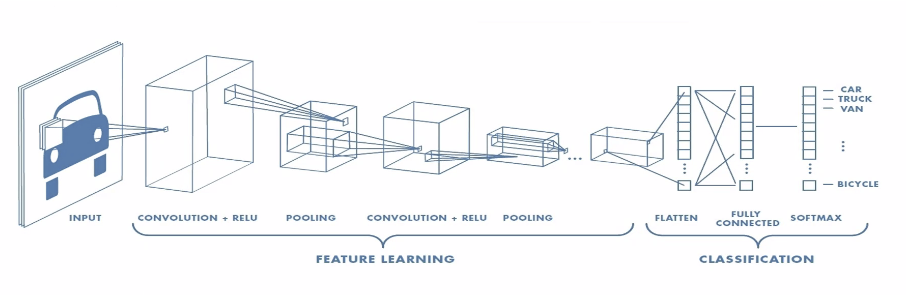 CAR
TRUCK
VAN
BICYCLE
INPUT
CONVOLUTION + RELU
POOLING
CONVOLUTION + RELU
POOLING
FLATTEN
FULLY
CONNECTED
SOFTMAX
FEATURE LEARNING
CLASSIFICATION